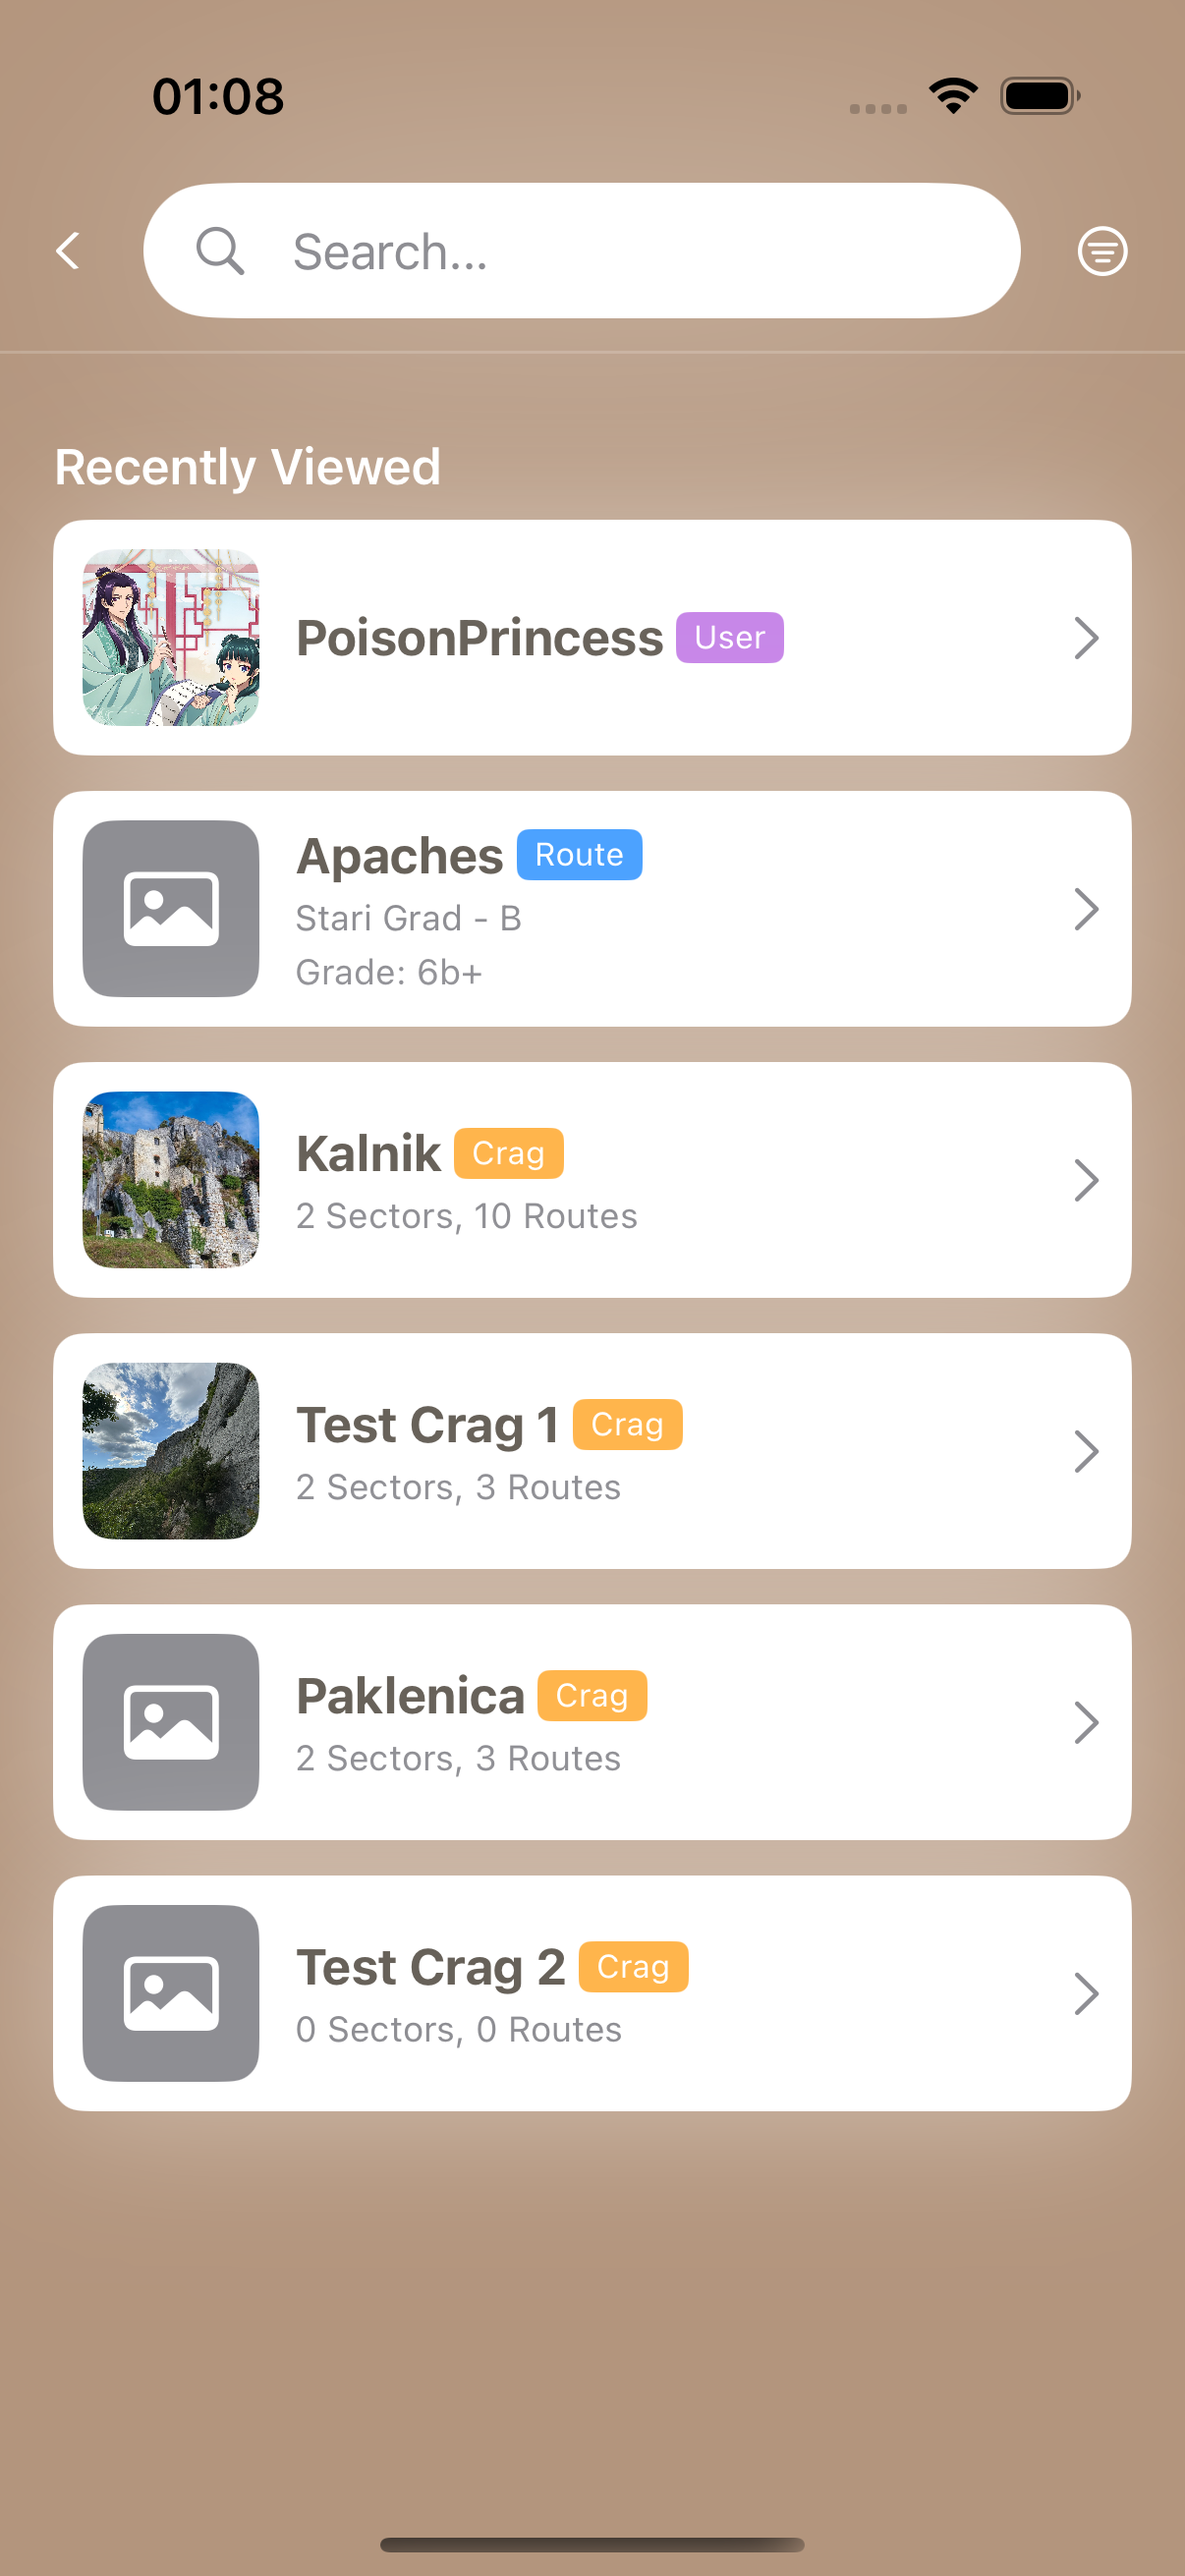 01:08
Search...
Recently Viewed
PoisonPrincess User
Apaches Route
Stari Grad - B
Grade: 6b+
Kalnik Crag
2 Sectors, 10 Routes
Test Crag 1 Crag
2 Sectors, 3 Routes
Paklenica Crag
2 Sectors, 3 Routes
Test Crag 2 Crag
0 Sectors, 0 Routes